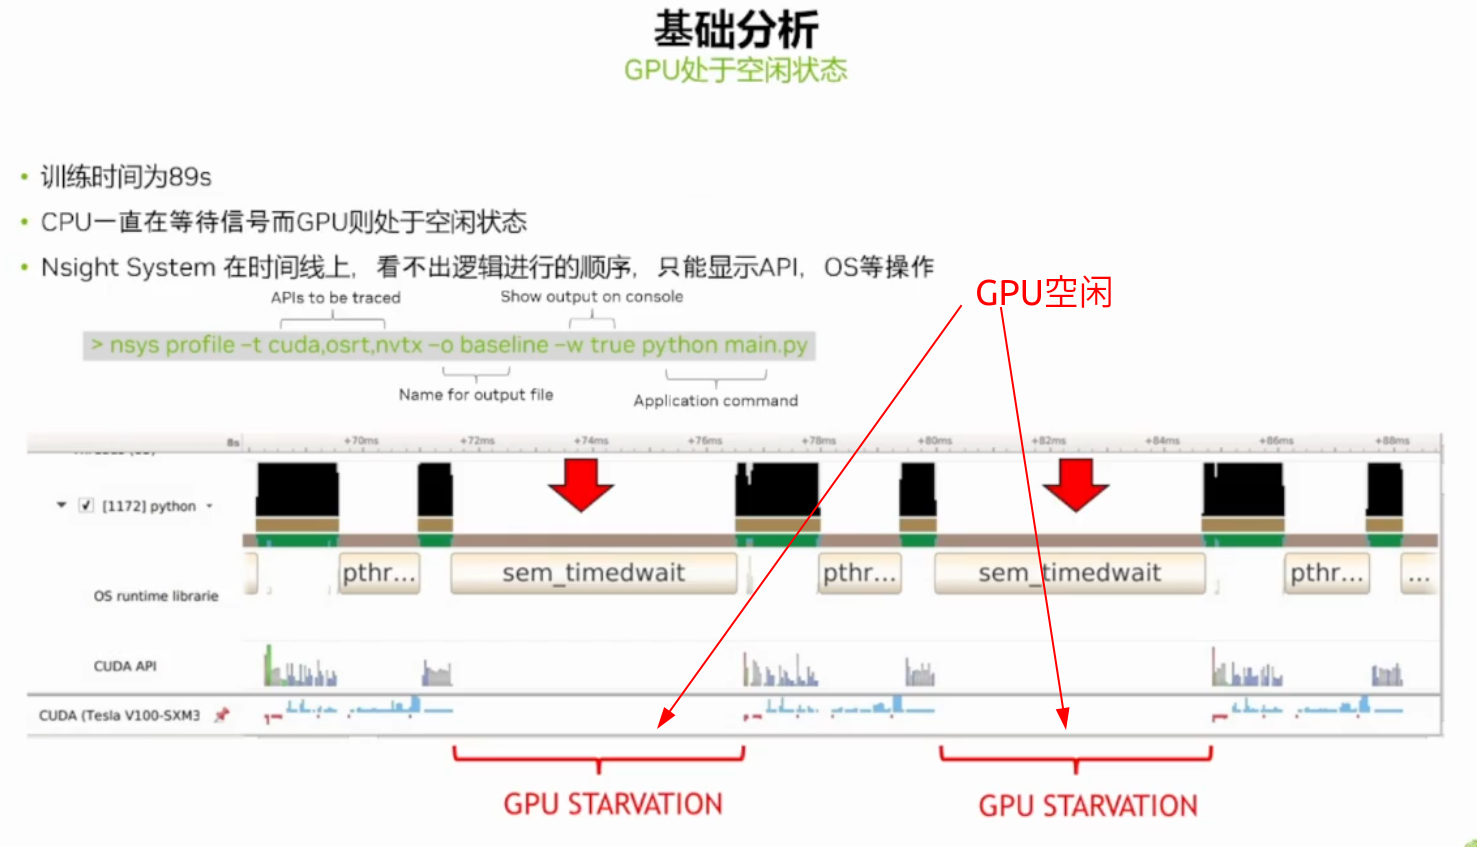 基础分析
GPU处于空闲状态
• 训练时间为89s
• CPU一直在等待信号而GPU则处于空闲状态
• Nsight System 在时间线上，看不出逻辑进行的顺序，只能显示API，OS等操作
GPU空闲
APIs to be traced
Show output on console
> nsys profile –t cuda,osrt,nvtx –o baseline –w true python main.py
Name for output file
Application command
8s +70ms +72ms +74ms +76ms +78ms +80ms +82ms +84ms +86ms +88ms
[1172] python
pthr... sem_timedwait pthr... sem_timedwait pthr... ...
OS runtime librarie
CUDA API
CUDA (Tesla V100-SXM3
GPU STARVATION GPU STARVATION